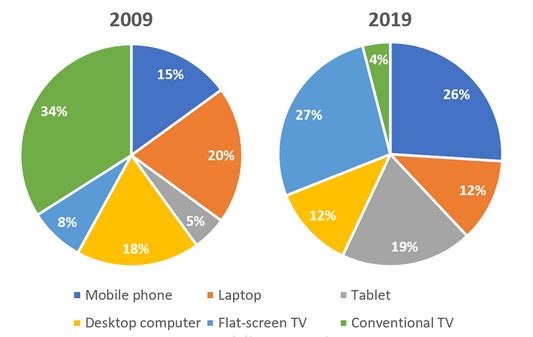 2009 2019
15% 20% 5% 18% 8% 34%
26% 12% 19% 12% 27% 4%
Mobile phone Laptop Tablet
Desktop computer Flat-screen TV Conventional TV